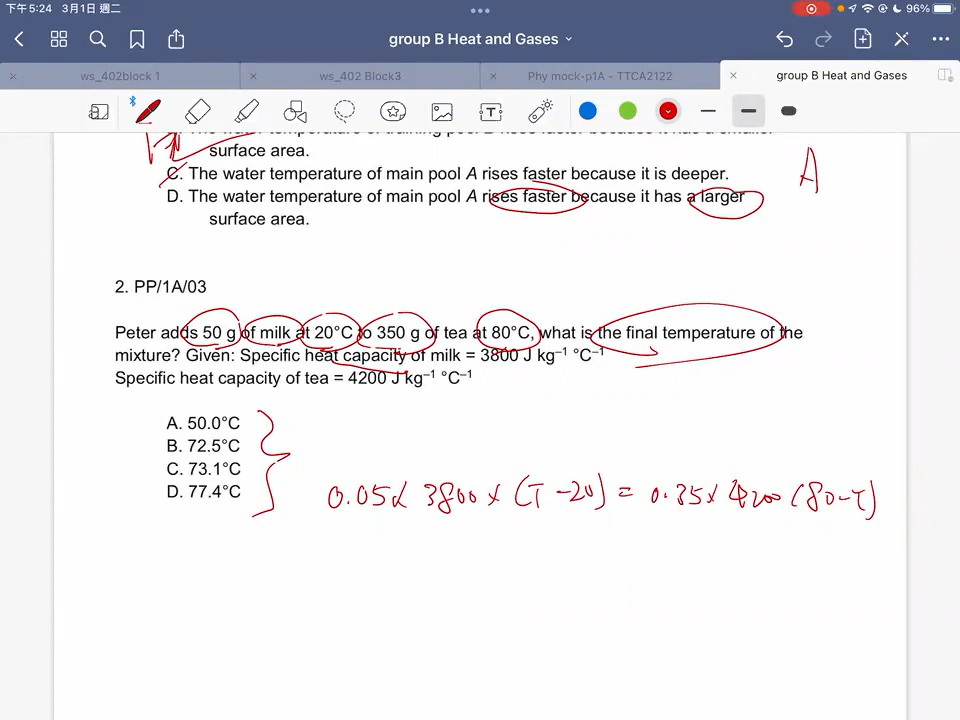 下午5:24 3月1日 週二
96%
group B Heat and Gases
ws_402block 1
ws_402 Block3
Phy mock-p1A - TTCA2122
group B Heat and Gases
surface area.
C. The water temperature of main pool A rises faster because it is deeper.
D. The water temperature of main pool A rises faster because it has a larger
surface area.
A
2. PP/1A/03
Peter adds 50 g of milk at 20°C to 350 g of tea at 80°C, what is the final temperature of the
mixture? Given: Specific heat capacity of milk = 3800 J kg⁻¹ °C⁻¹
Specific heat capacity of tea = 4200 J kg⁻¹ °C⁻¹
A. 50.0°C
B. 72.5°C
C. 73.1°C
D. 77.4°C
0.05 × 3800 × (T - 20) = 0.35 × 4200 (80 - T)